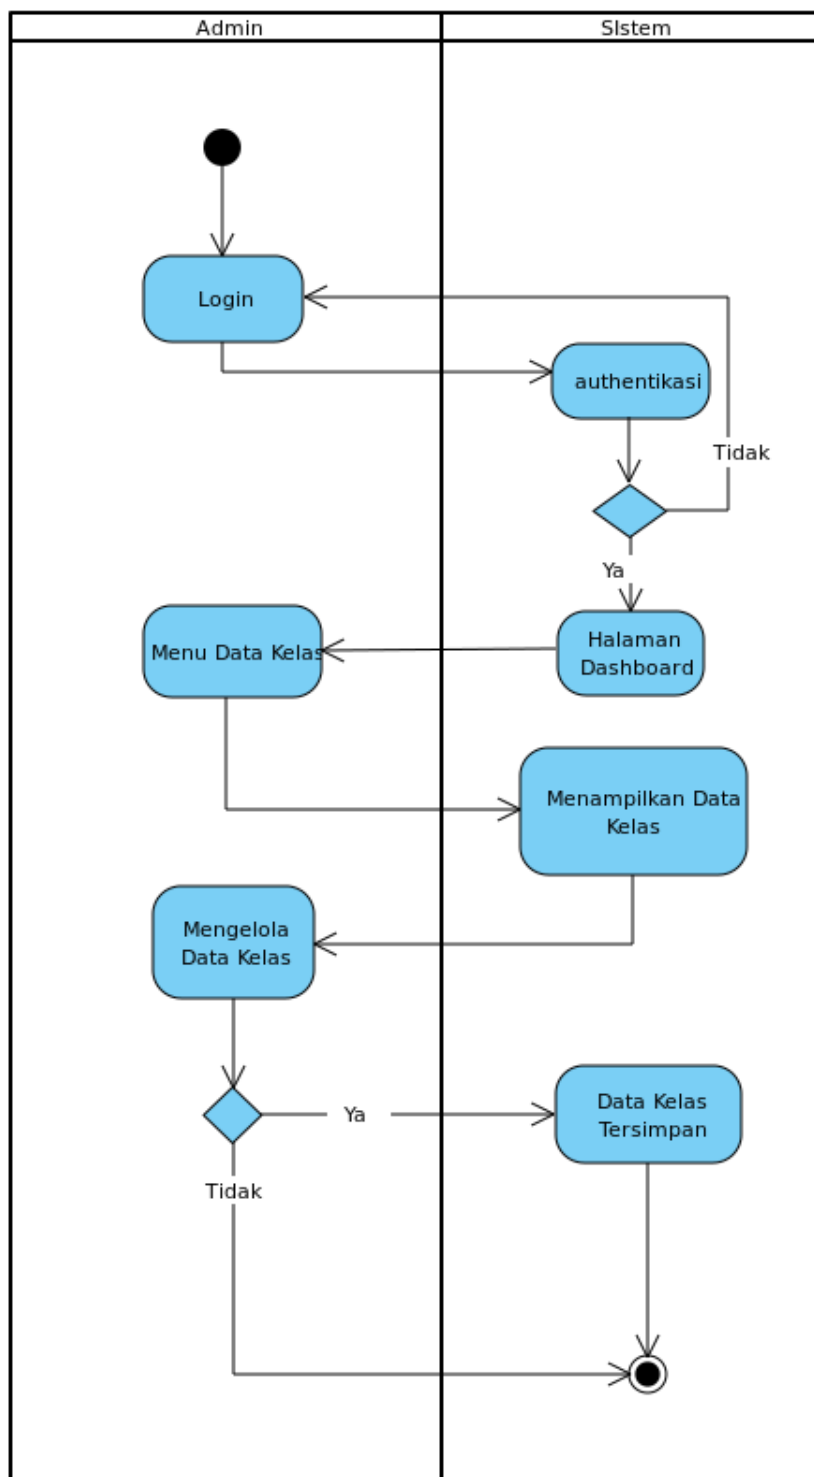 Admin
SIstem
Login
authentikasi
Tidak
Ya
Halaman
Dashboard
Menu Data Kelas
Menampilkan Data
Kelas
Mengelola
Data Kelas
Ya
Data Kelas
Tersimpan
Tidak